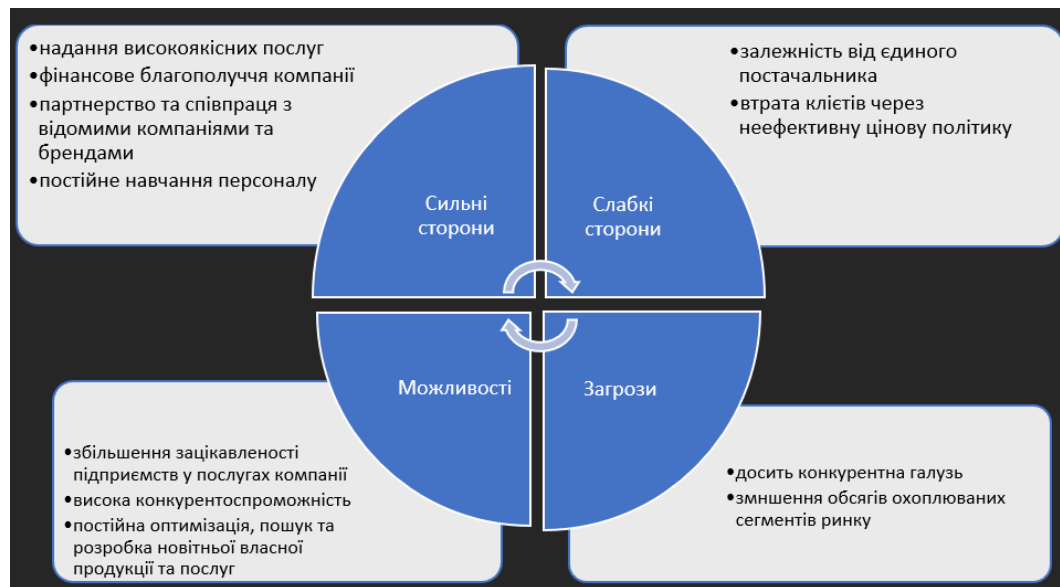 •надання високоякісних послуг
•фінансове благополуччя компанії
•партнерство та співпраця з
відомими компаніями та
брендами
•постійне навчання персоналу
•залежність від єдиного
постачальника
•втрата клієтів через
неефективну цінову політику
Сильні
сторони
Слабкі
сторони
Можливості
Загрози
•збільшення зацікавленості
підприємств у послугах компанії
•висока конкурентоспроможність
•постійна оптимізація, пошук та
розробка новітньої власної
продукції та послуг
•досить конкурентна галузь
•змншення обсягів охоплюваних
сегментів ринку